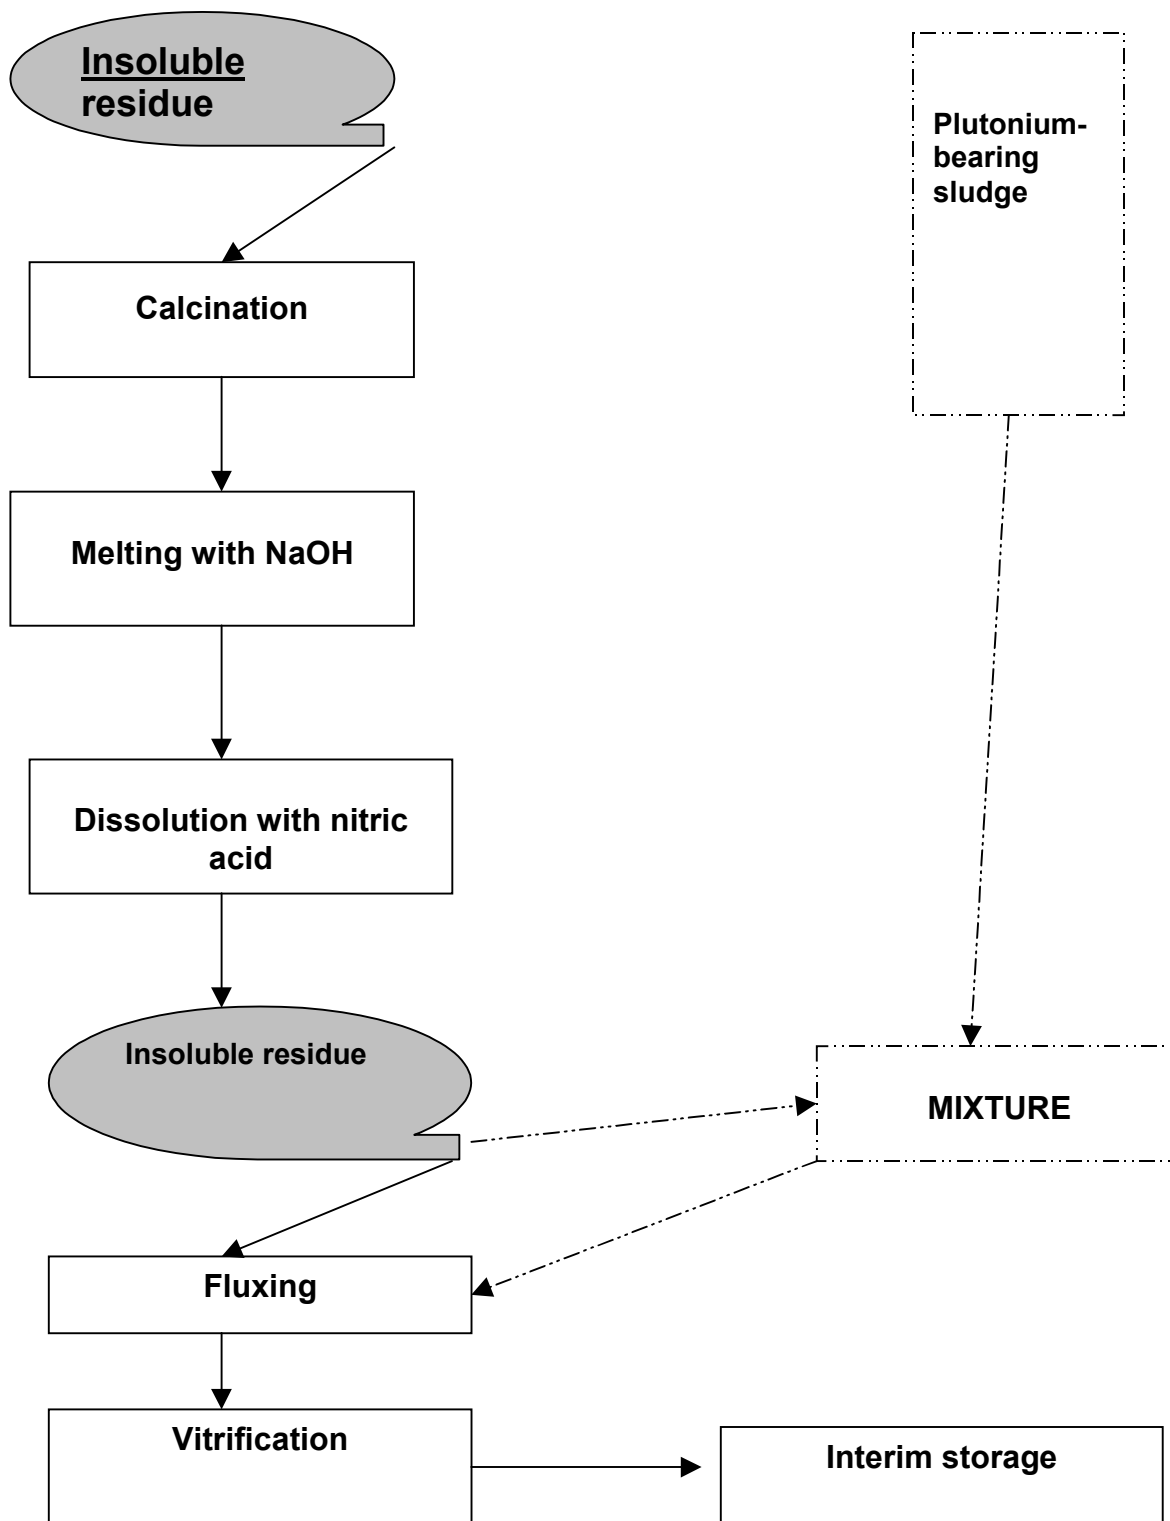 Insoluble
residue
Plutonium-
bearing
sludge
Calcination
Melting with NaOH
Dissolution with nitric
acid
Insoluble residue
MIXTURE
Fluxing
Vitrification
Interim storage